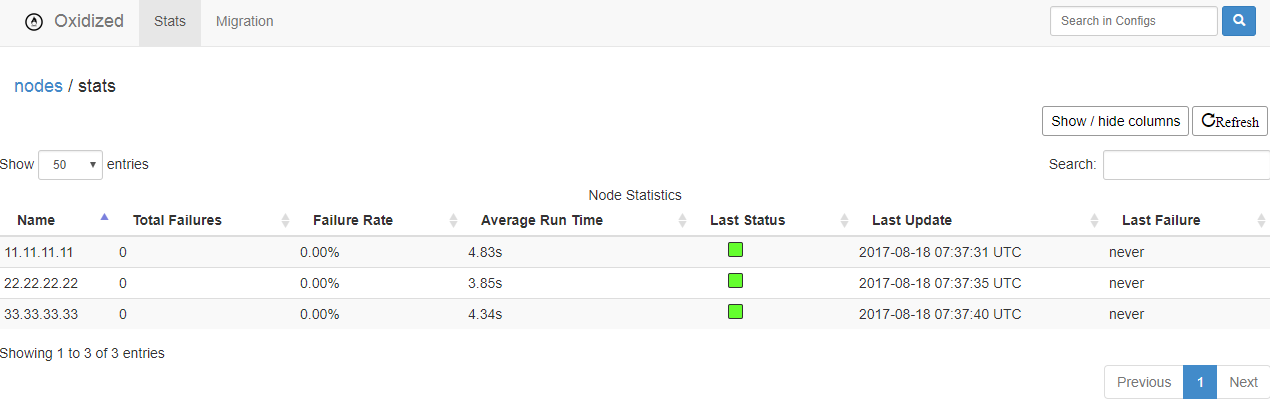 Oxidized Stats Migration Search in Configs
nodes / stats
Show / hide columns Refresh
Show 50 entries Search:
Node Statistics
Name Total Failures Failure Rate Average Run Time Last Status Last Update Last Failure
11.11.11.11 0 0.00% 4.83s 2017-08-18 07:37:31 UTC never
22.22.22.22 0 0.00% 3.85s 2017-08-18 07:37:35 UTC never
33.33.33.33 0 0.00% 4.34s 2017-08-18 07:37:40 UTC never
Showing 1 to 3 of 3 entries
Previous 1 Next